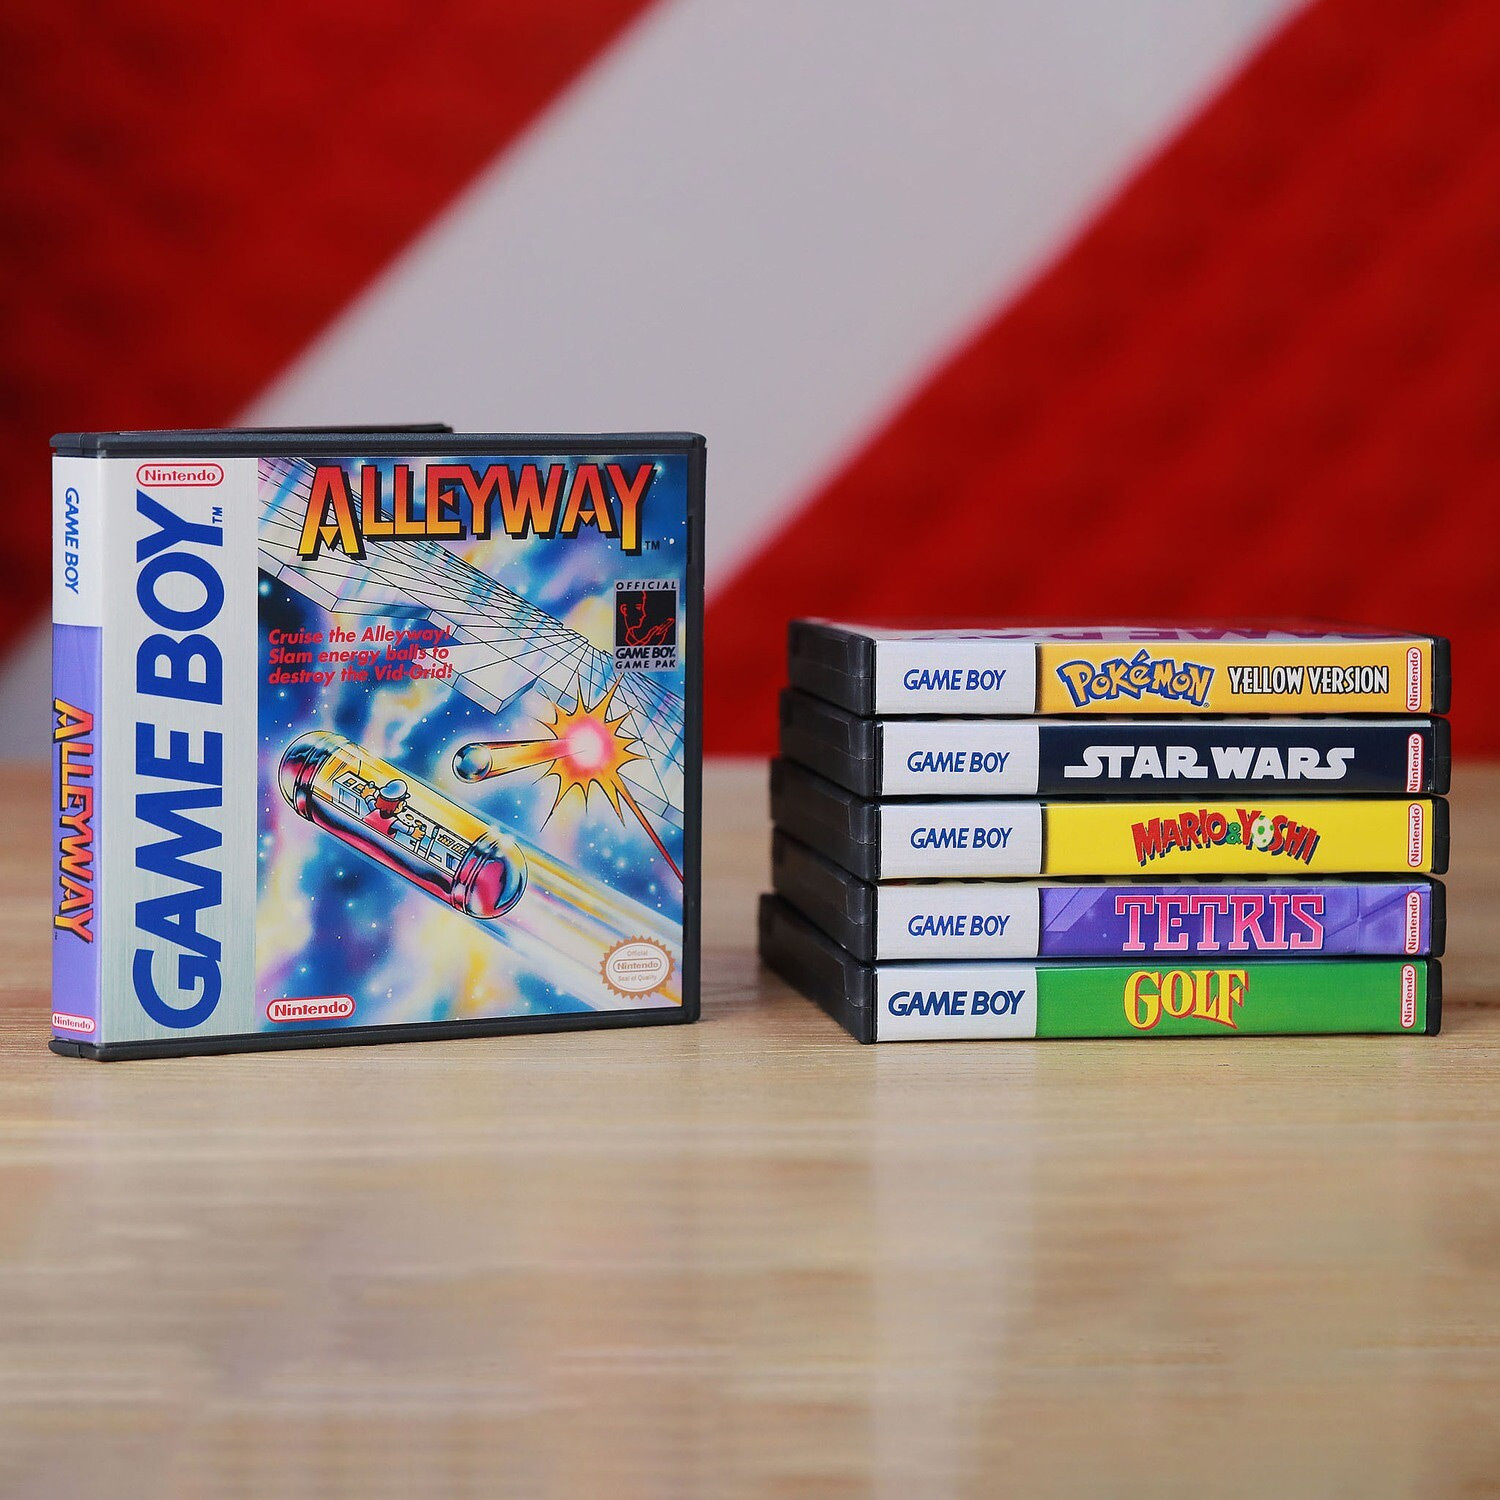 Nintendo
GAME BOY™
GAME BOY
ALLEYWAY
Nintendo
ALLEYWAY™
OFFICIAL
GAME BOY
GAME PAK
Cruise the Alleyway!
Slam energy balls to
destroy the Vid-Grid!
Official
Nintendo
Seal of Quality
Nintendo
GAME BOY POKéMON YELLOW VERSION Nintendo
GAME BOY STAR WARS Nintendo
GAME BOY MARIO & YOSHI Nintendo
GAME BOY TETRIS Nintendo
GAME BOY GOLF Nintendo